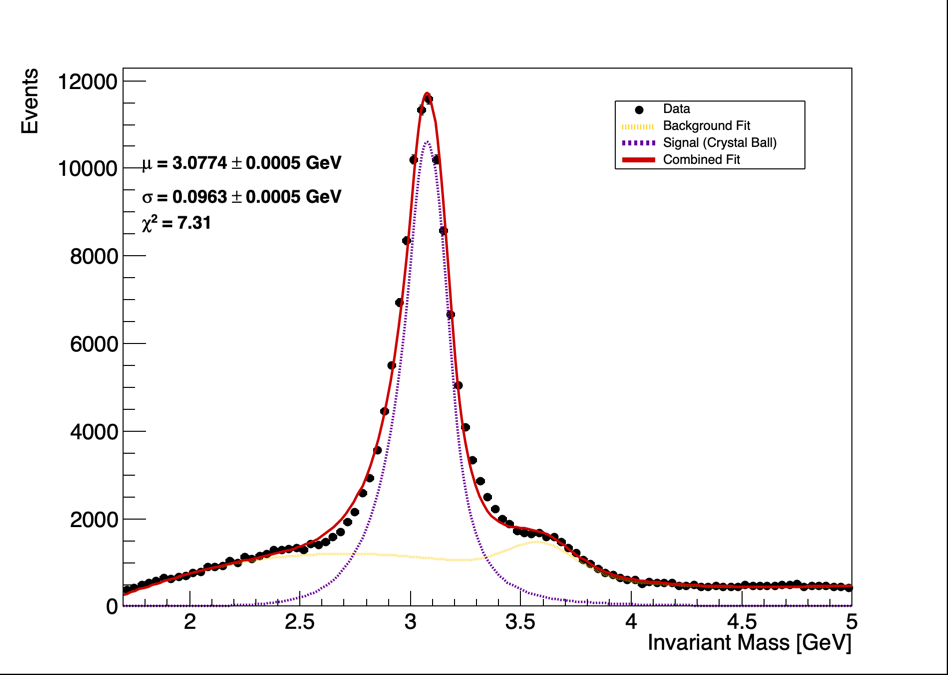 Events
12000
10000
8000
6000
4000
2000
0
μ = 3.0774 ± 0.0005 GeV
σ = 0.0963 ± 0.0005 GeV
χ² = 7.31
Data
Background Fit
Signal (Crystal Ball)
Combined Fit
2 2.5 3 3.5 4 4.5 5
Invariant Mass [GeV]